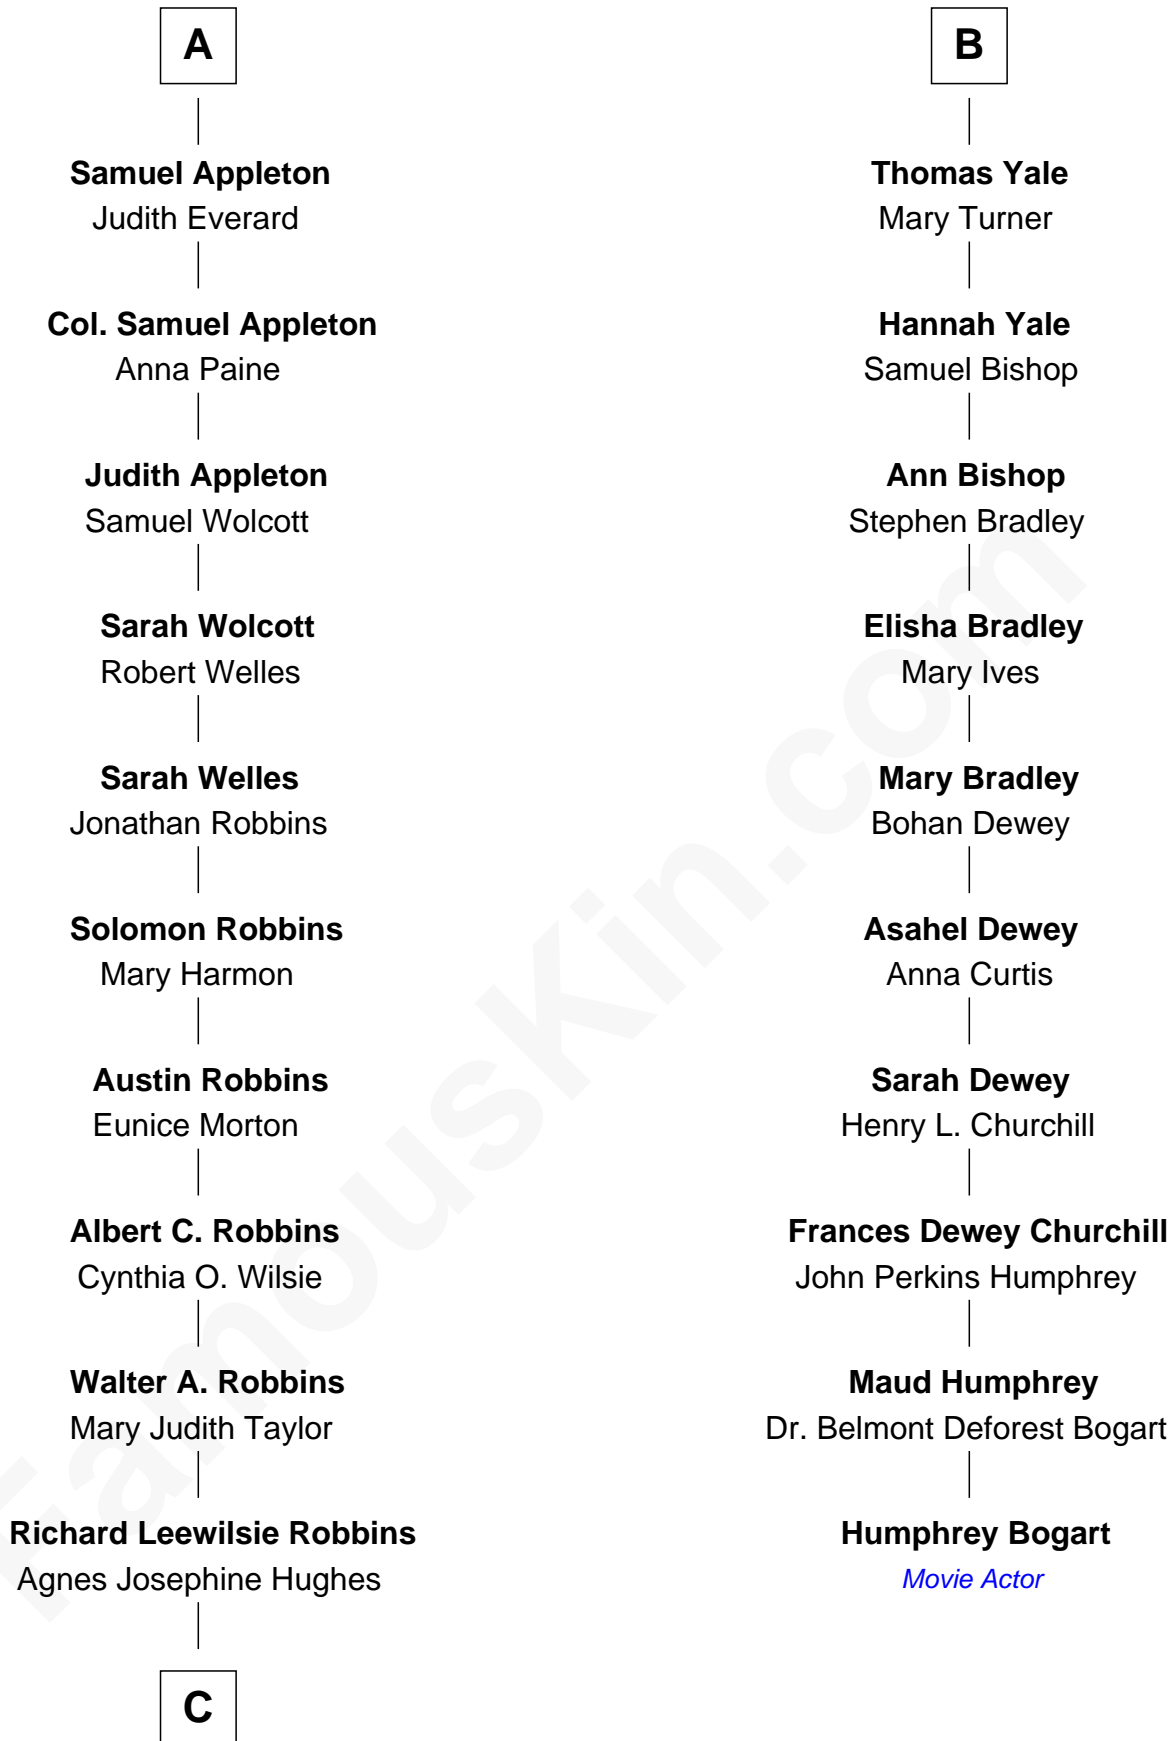 A
Samuel Appleton
Judith Everard
Col. Samuel Appleton
Anna Paine
Judith Appleton
Samuel Wolcott
Sarah Wolcott
Robert Welles
Sarah Welles
Jonathan Robbins
Solomon Robbins
Mary Harmon
Austin Robbins
Eunice Morton
Albert C. Robbins
Cynthia O. Wilsie
Walter A. Robbins
Mary Judith Taylor
Richard Leewilsie Robbins
Agnes Josephine Hughes
C
B
Thomas Yale
Mary Turner
Hannah Yale
Samuel Bishop
Ann Bishop
Stephen Bradley
Elisha Bradley
Mary Ives
Mary Bradley
Bohan Dewey
Asahel Dewey
Anna Curtis
Sarah Dewey
Henry L. Churchill
Frances Dewey Churchill
John Perkins Humphrey
Maud Humphrey
Dr. Belmont Deforest Bogart
Humphrey Bogart
Movie Actor
FamousKin.com